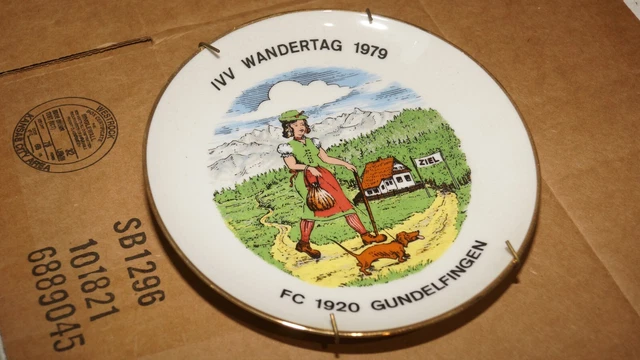 IVV WANDERTAG 1979
ZIEL
FC 1920 GUNDELFINGEN
SB1296
101821
6889045